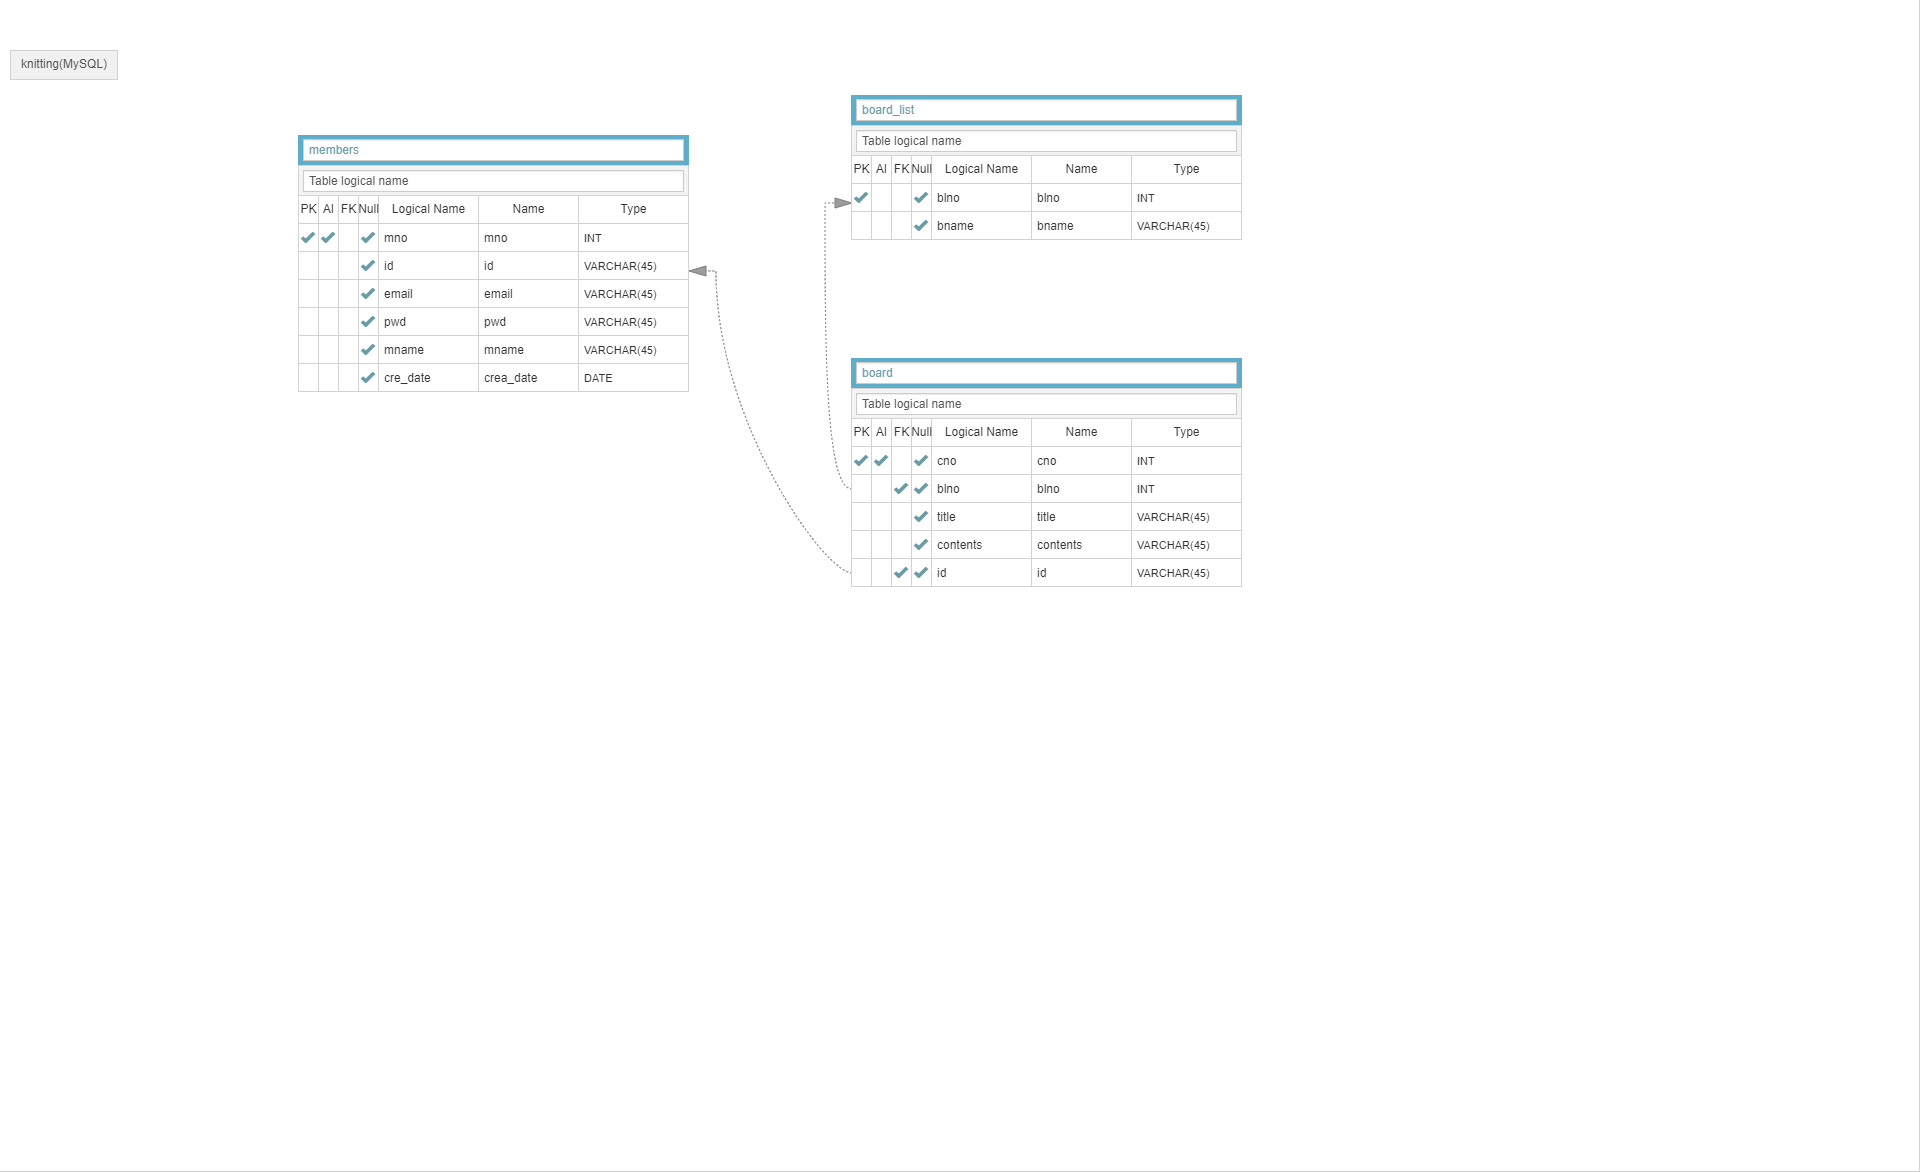 knitting(MySQL)
members
Table logical name
PK AI FK Null Logical Name Name Type
mno mno INT
id id VARCHAR(45)
email email VARCHAR(45)
pwd pwd VARCHAR(45)
mname mname VARCHAR(45)
cre_date crea_date DATE
board_list
Table logical name
PK AI FK Null Logical Name Name Type
blno blno INT
bname bname VARCHAR(45)
board
Table logical name
PK AI FK Null Logical Name Name Type
cno cno INT
blno blno INT
title title VARCHAR(45)
contents contents VARCHAR(45)
id id VARCHAR(45)